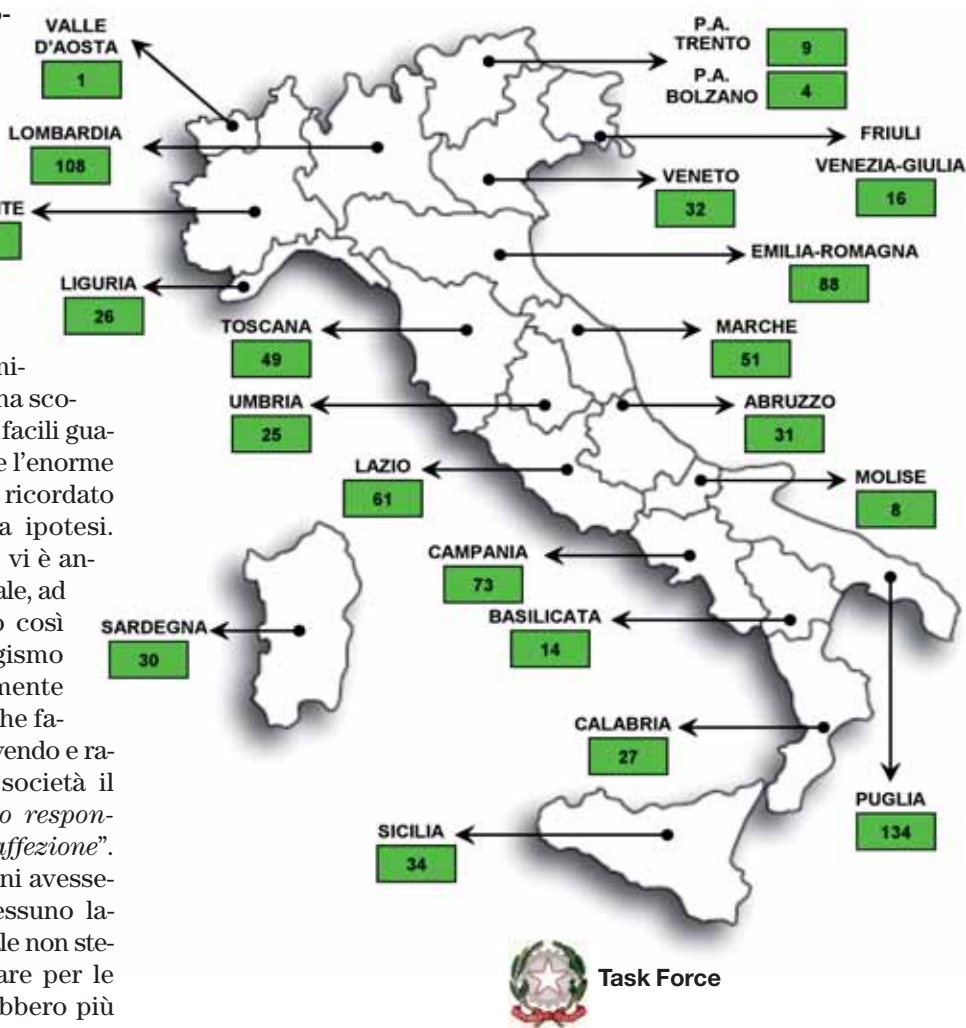 VALLE
D'AOSTA
1
P.A.
TRENTO
9
P.A.
BOLZANO
4
LOMBARDIA
108
FRIULI
VENEZIA-GIULIA
16
VENETO
32
EMILIA-ROMAGNA
88
LIGURIA
26
TOSCANA
49
MARCHE
51
UMBRIA
25
ABRUZZO
31
LAZIO
61
MOLISE
8
CAMPANIA
73
BASILICATA
14
SARDEGNA
30
CALABRIA
27
PUGLIA
134
SICILIA
34
Task Force
ni-
na sco-
facili gua-
e l'enorme
ricordato
a ipotesi.
vi è an-
ale, ad
o così
gismo
mente
he fa-
vendo e ra-
società il
o respon-
affezione".
ni avesse-
essuno la-
le non ste-
are per le
bbero più